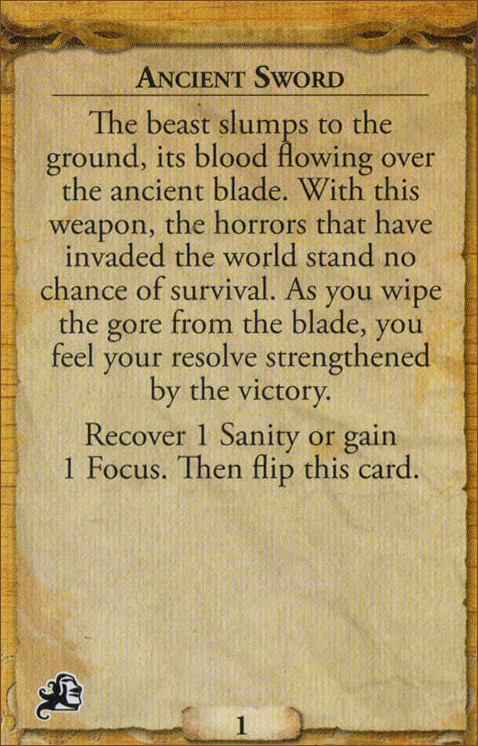 Ancient Sword
The beast slumps to the
ground, its blood flowing over
the ancient blade. With this
weapon, the horrors that have
invaded the world stand no
chance of survival. As you wipe
the gore from the blade, you
feel your resolve strengthened
by the victory.
Recover 1 Sanity or gain
1 Focus. Then flip this card.
1